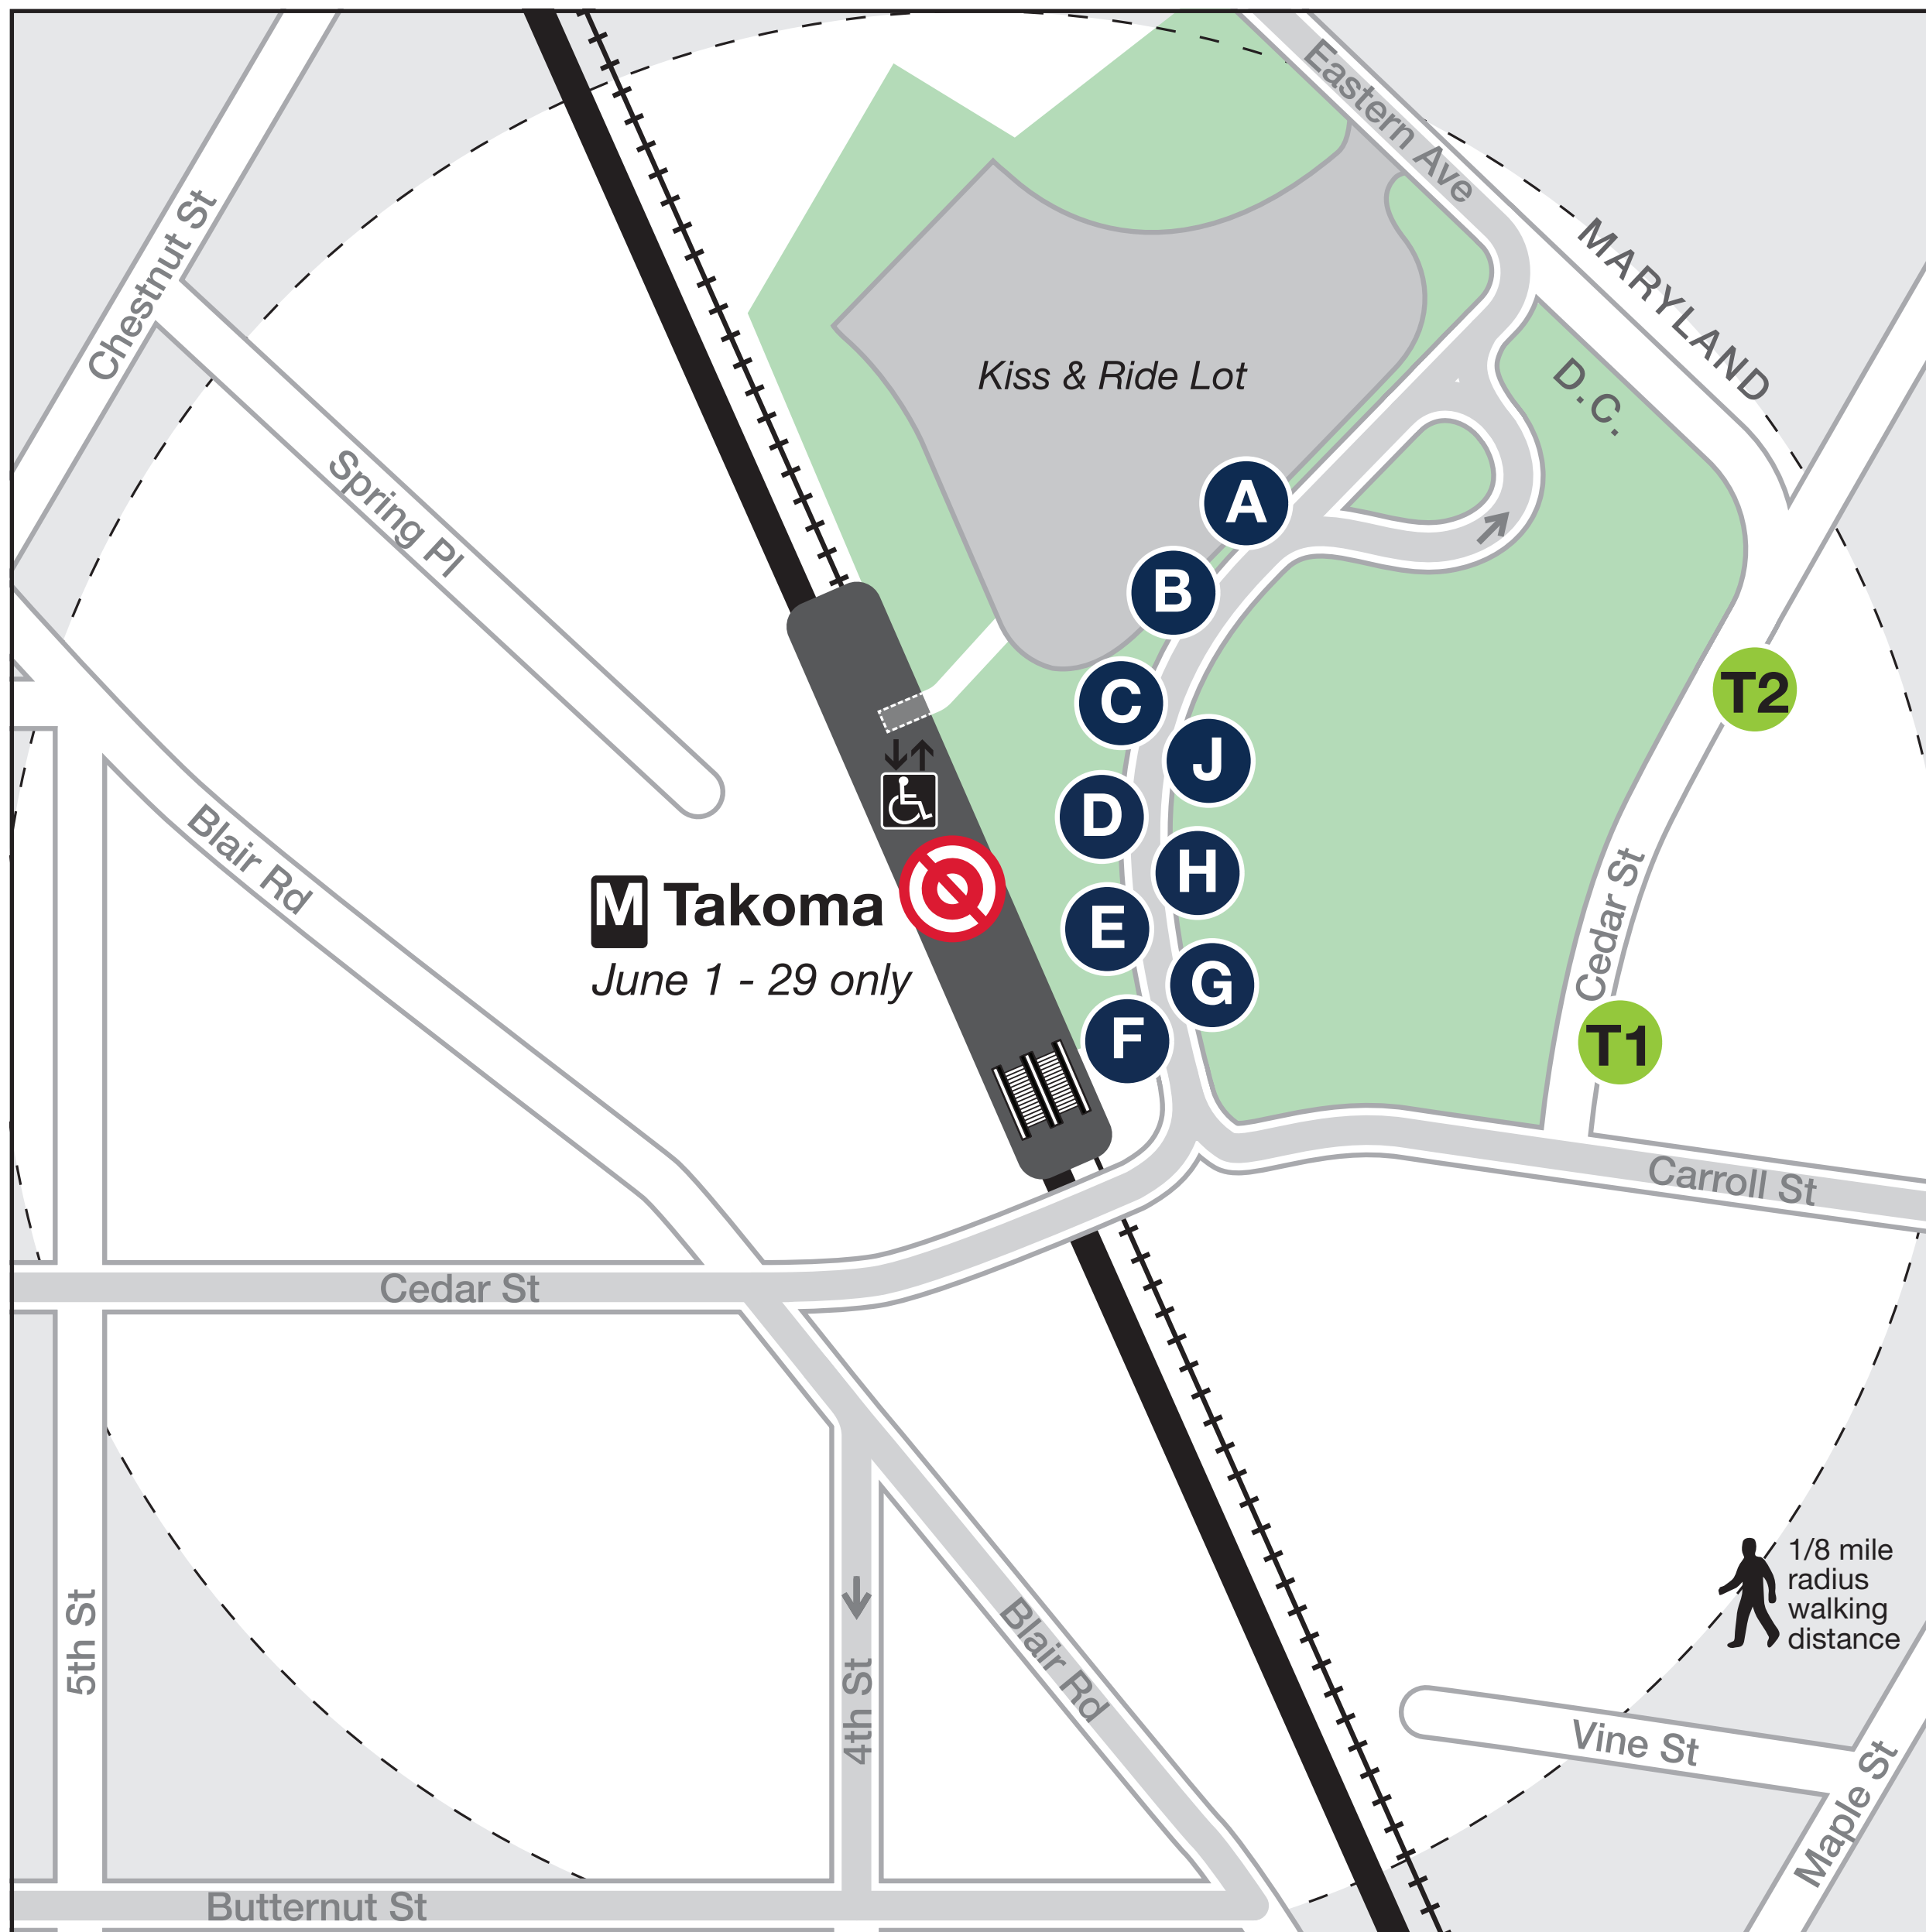 Eastern Ave
Chestnut St
MARYLAND
D.C.
Kiss & Ride Lot
Spring Pl
A
B
C
T2
J
D
Blair Rd
H
M Takoma
E
Cedar St
June 1 - 29 only
G
F
T1
Carroll St
Cedar St
1/8 mile
radius
walking
distance
5th St
4th St
Blair Rd
Vine St
Maple St
Butternut St